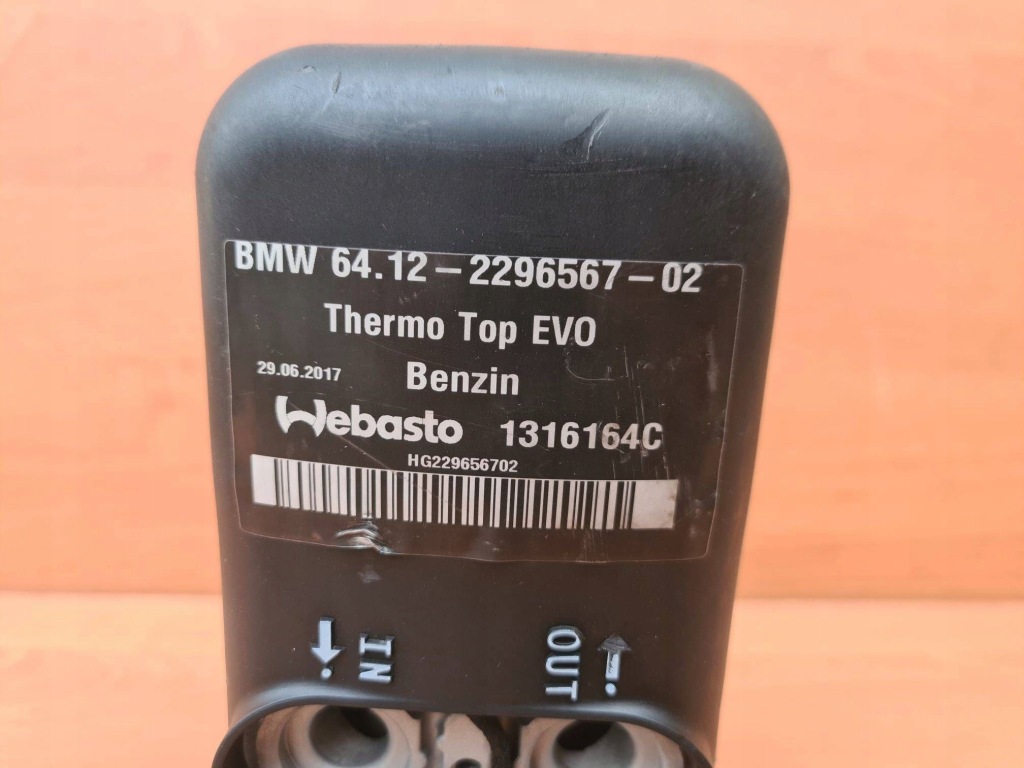 BMW 64.12-2296567-02
Thermo Top EVO
29.06.2017 Benzin
Webasto 1316164C
HG229656702
IN OUT